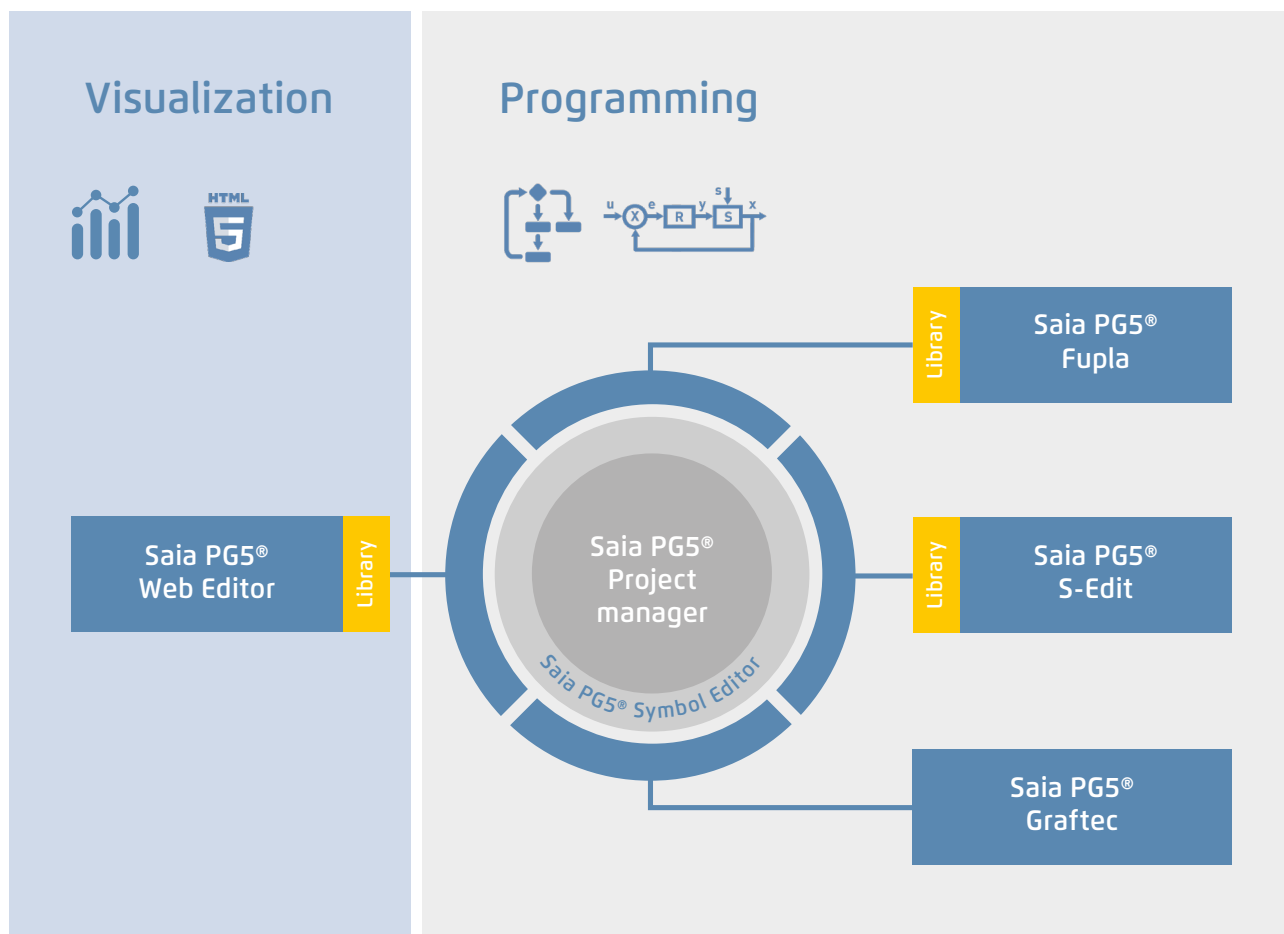 Visualization
Programming
HTML
5
u
e
y
s
x
X
R
S
Library
Saia PG5®
Fupla
Saia PG5®
Web Editor
Library
Saia PG5®
Project
manager
Saia PG5® Symbol Editor
Library
Saia PG5®
S-Edit
Saia PG5®
Graftec